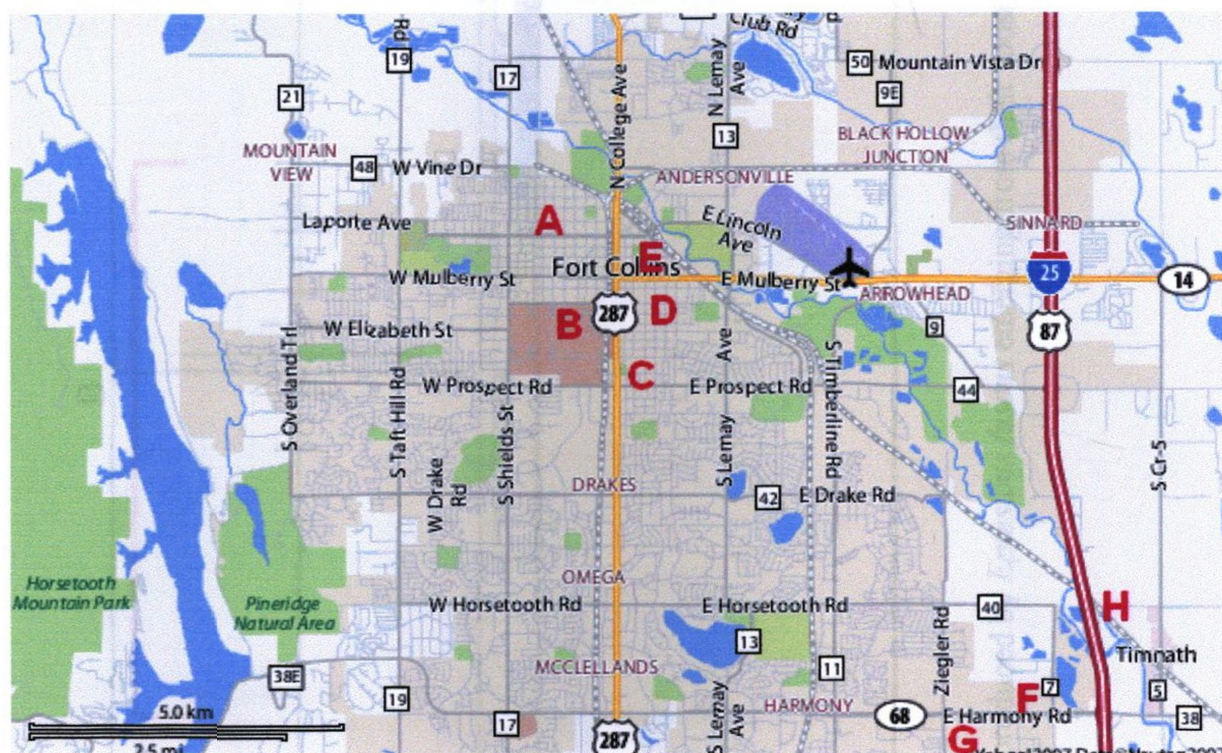 Club Rd
Rd
19
17
21
N College Ave
N Lemay
Ave
50
Mountain Vista Dr
9E
13
BLACK HOLLOW
JUNCTION
MOUNTAIN
VIEW
48
W Vine Dr
ANDERSONVILLE
Laporte Ave
A
E Lincoln
Ave
SINNARD
E
W Mulberry St
Fort Collins
E Mulberry St
ARROWHEAD
25
14
287
B
D
W Elizabeth St
9
87
S Overland Trl
C
Ave
S Timberline Rd
W Prospect Rd
E Prospect Rd
44
S Taft Hill Rd
S Shields St
S Lemay
S Cr-5
W Drake
Rd
DRAKES
42
E Drake Rd
OMEGA
Horsetooth
Mountain Park
Pineridge
Natural Area
W Horsetooth Rd
E Horsetooth Rd
40
H
13
Ziegler Rd
Timnath
38E
MCCLELLANDS
11
19
17
S Lemay
Ave
HARMONY
F
7
5
68
E Harmony Rd
38
5.0 km
2.5 mi
287
G